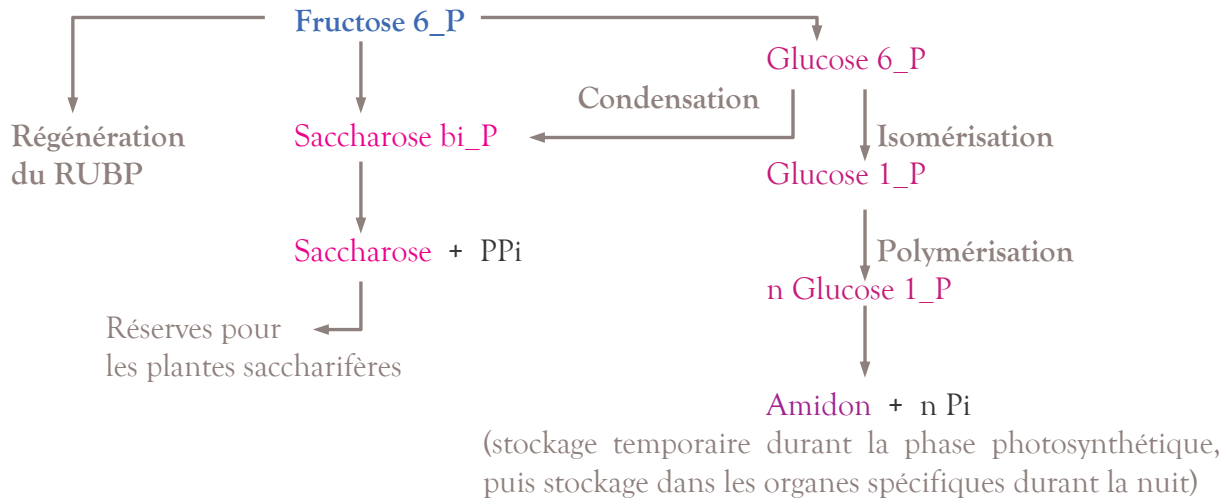 Fructose 6_P
Glucose 6_P
Condensation
Régénération
du RUBP
Saccharose bi_P
Isomérisation
Glucose 1_P
Saccharose + PPi
Polymérisation
n Glucose 1_P
Réserves pour
les plantes saccharifères
Amidon + n Pi
(stockage temporaire durant la phase photosynthétique,
puis stockage dans les organes spécifiques durant la nuit)